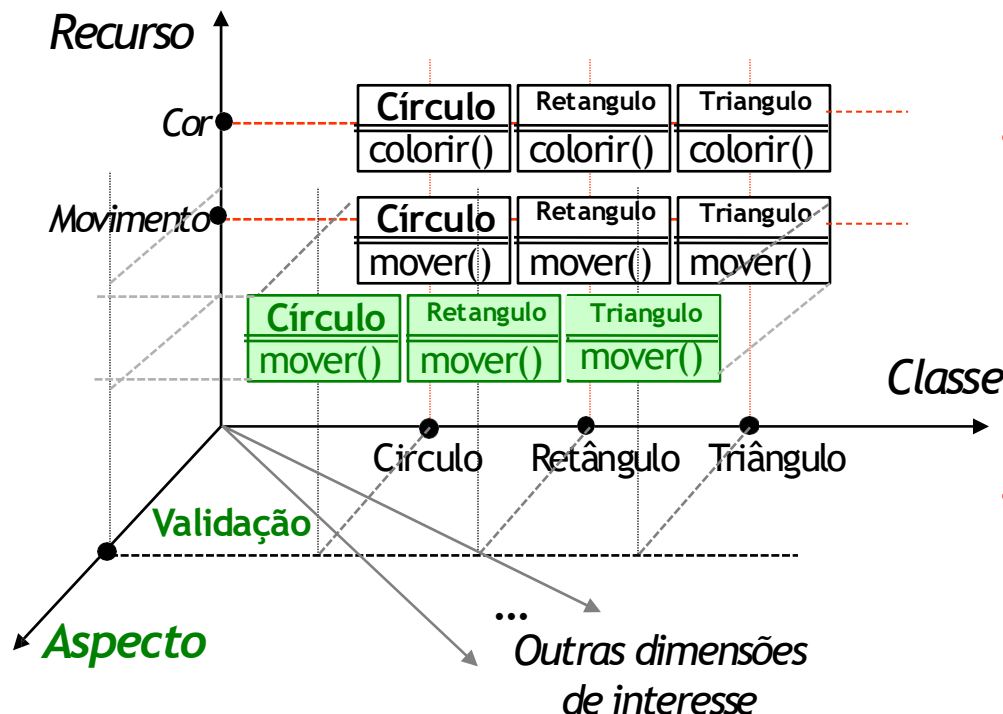 Recurso
Cor
Círculo
colorir()
Retangulo
colorir()
Triangulo
colorir()
Movimento
Círculo
mover()
Retangulo
mover()
Triangulo
mover()
Círculo
mover()
Retangulo
mover()
Triangulo
mover()
Classe
Círculo
Retângulo
Triângulo
Validação
Aspecto
...
Outras dimensões
de interesse